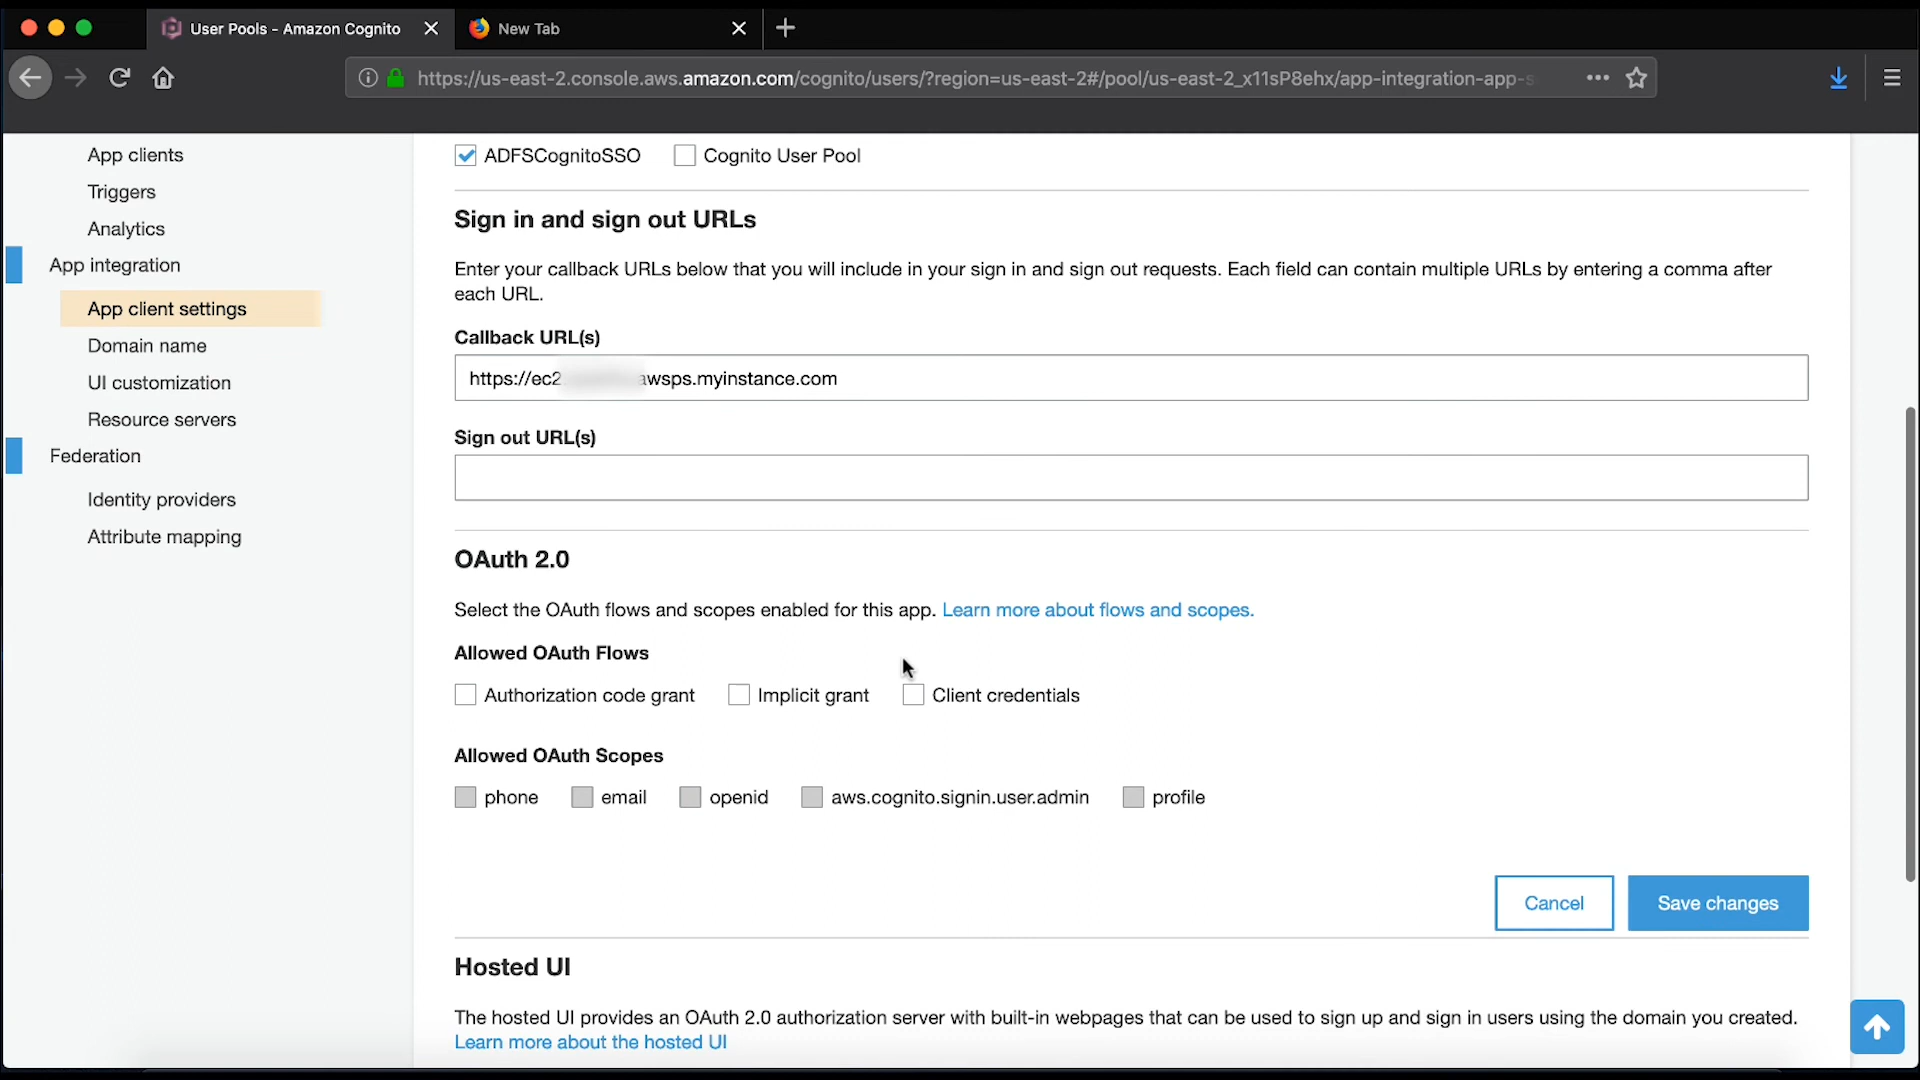 User Pools - Amazon Cognito
New Tab
https://us-east-2.console.aws.amazon.com/cognito/users/?region=us-east-2#/pool/us-east-2_x11sP8ehx/app-integration-app-s
App clients
Triggers
Analytics
App integration
App client settings
Domain name
UI customization
Resource servers
Federation
Identity providers
Attribute mapping
ADFSCognitoSSO Cognito User Pool
Sign in and sign out URLs
Enter your callback URLs below that you will include in your sign in and sign out requests. Each field can contain multiple URLs by entering a comma after
each URL.
Callback URL(s)
https://ec2 awsps.myinstance.com
Sign out URL(s)
OAuth 2.0
Select the OAuth flows and scopes enabled for this app. Learn more about flows and scopes.
Allowed OAuth Flows
Authorization code grant Implicit grant Client credentials
Allowed OAuth Scopes
phone email openid aws.cognito.signin.user.admin profile
Cancel Save changes
Hosted UI
The hosted UI provides an OAuth 2.0 authorization server with built-in webpages that can be used to sign up and sign in users using the domain you created.
Learn more about the hosted UI